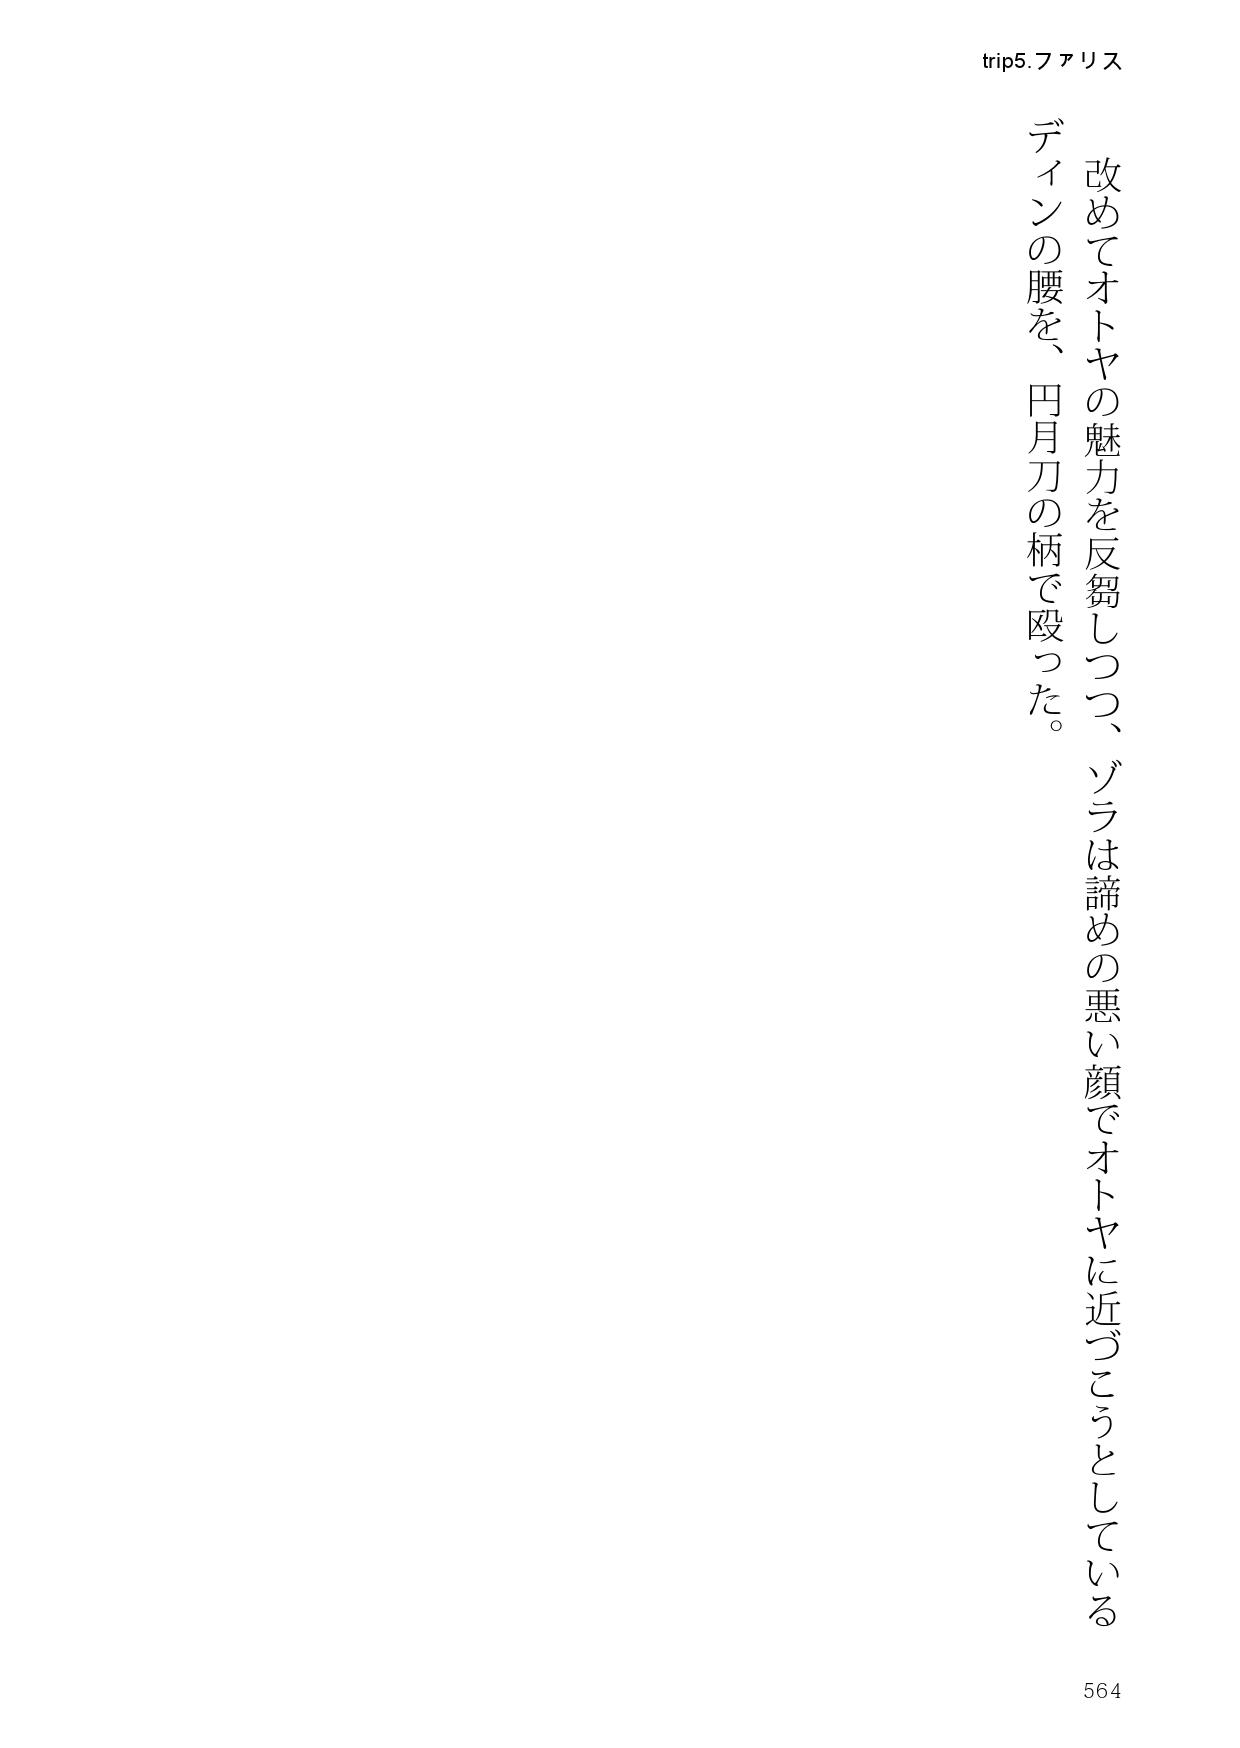 trip5.ファリス
　改めてオトヤの魅力を反芻しつつ、ゾラは諦めの悪い顔でオトヤに近づこうとしている
ディンの腰を、円月刀の柄で殴った。
564